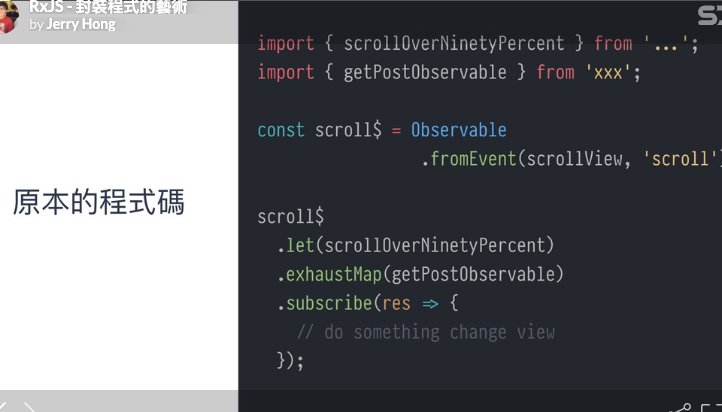 RxJS - 封裝程式的藝術
by Jerry Hong
原本的程式碼
import { scrollOverNinetyPercent } from '...';
import { getPostObservable } from 'xxx';
const scroll$ = Observable
.fromEvent(scrollView, 'scroll')
scroll$
.let(scrollOverNinetyPercent)
.exhaustMap(getPostObservable)
.subscribe(res => {
// do something change view
});